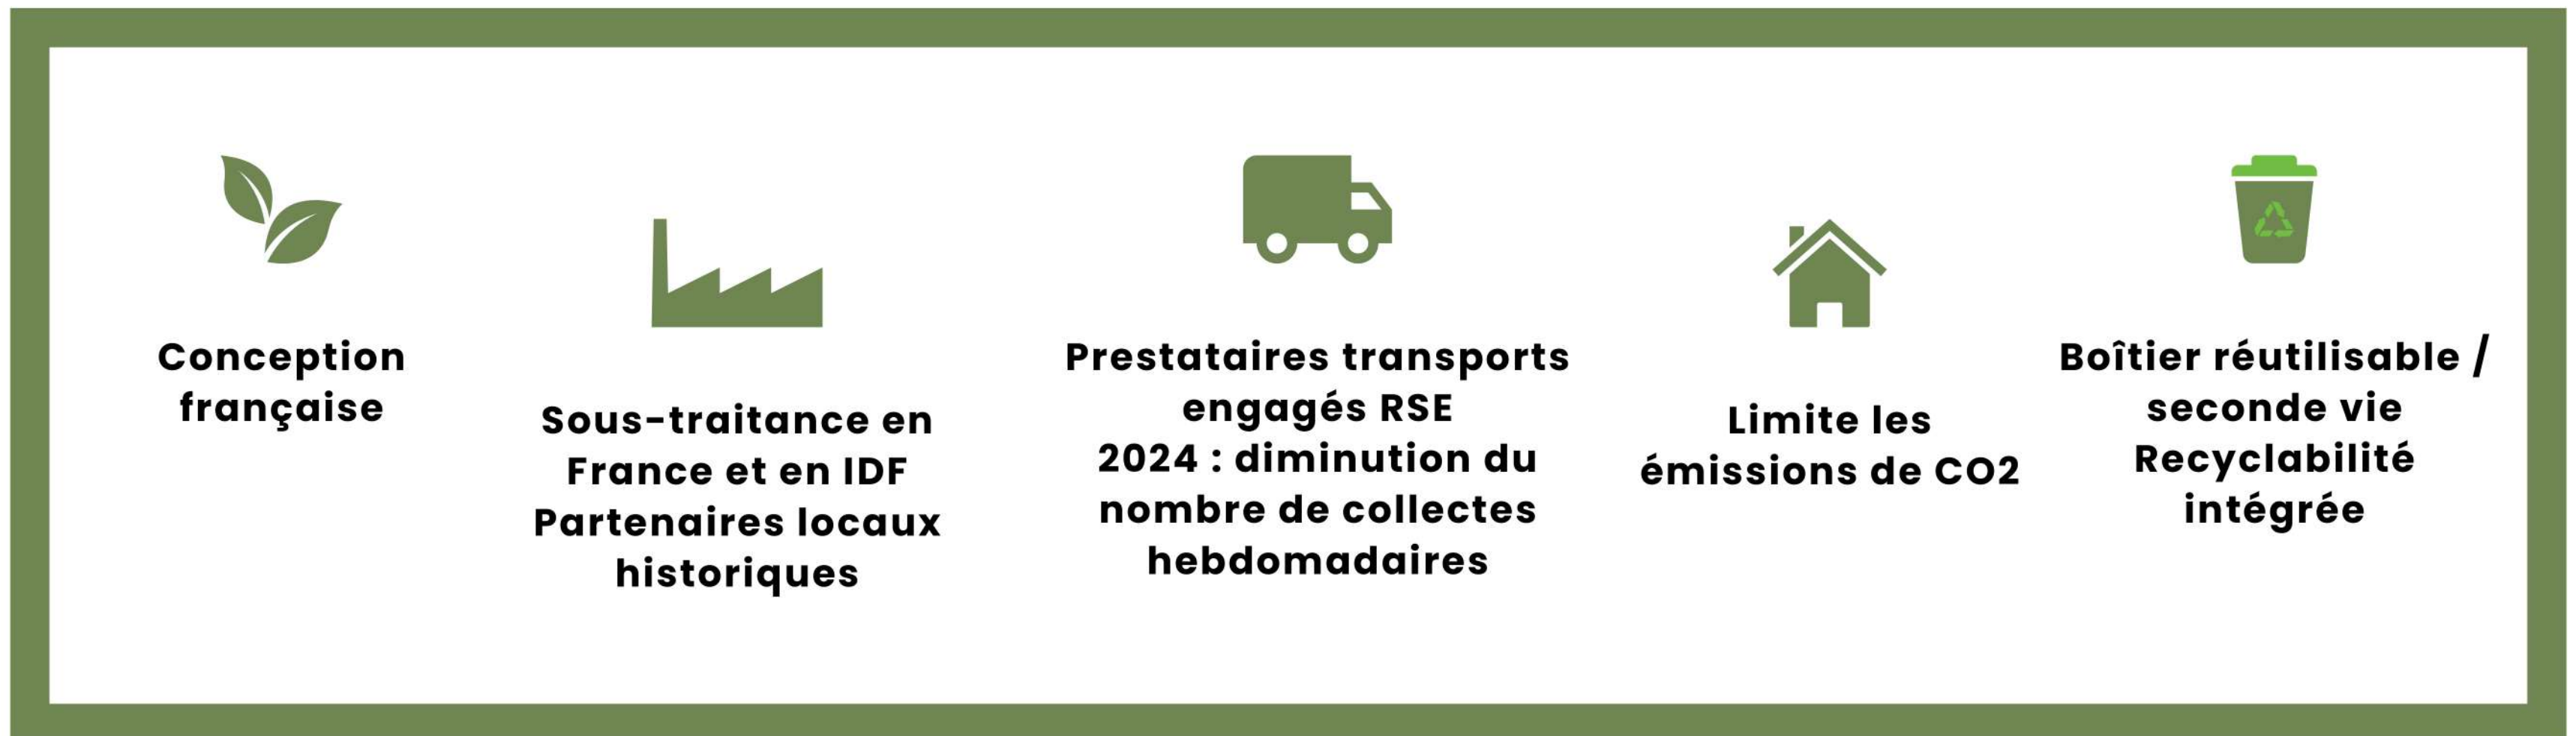 Conception
française
Sous-traitance en
France et en IDF
Partenaires locaux
historiques
Prestataires transports
engagés RSE
2024 : diminution du
nombre de collectes
hebdomadaires
Limite les
émissions de CO2
Boîtier réutilisable /
seconde vie
Recyclabilité
intégrée